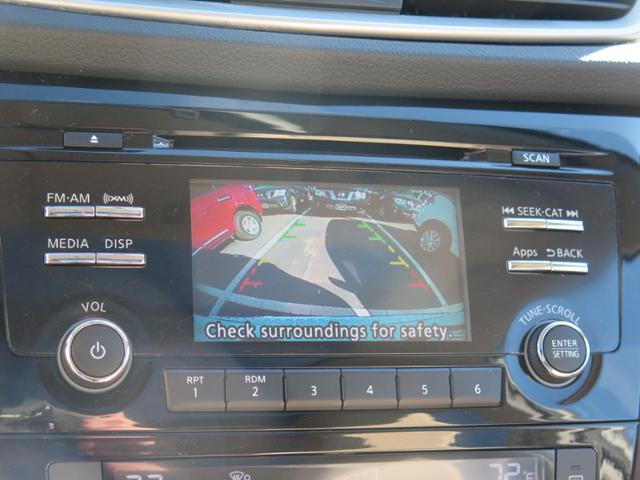 SCAN
FM·AM
(XM)
SEEK·CAT
MEDIA DISP
Apps BACK
VOL
TUNE·SCROLL
Check surroundings for safety.
ENTER
SETTING
RPT
1
RDM
2
3
4
5
6
72°F